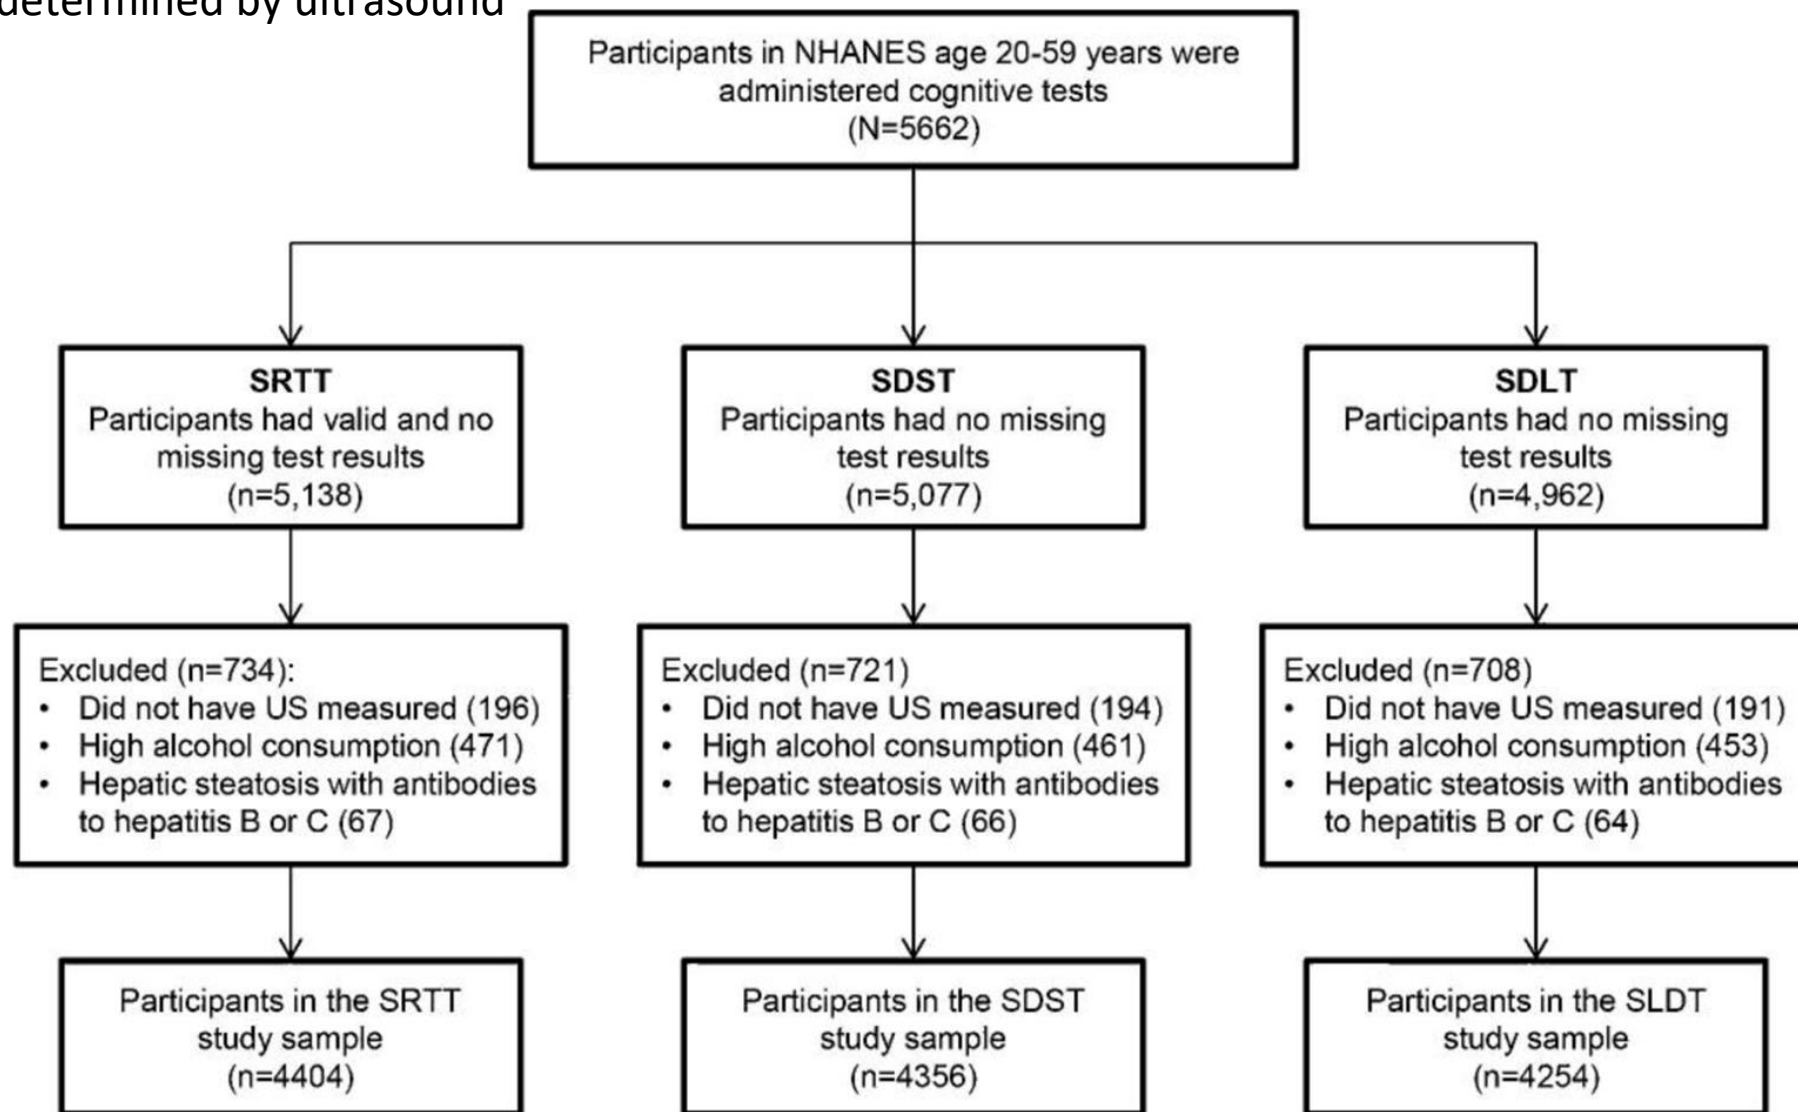 determined by ultrasound
Participants in NHANES age 20-59 years were
administered cognitive tests
(N=5662)
SRTT
Participants had valid and no
missing test results
(n=5,138)
SDST
Participants had no missing
test results
(n=5,077)
SDLT
Participants had no missing
test results
(n=4,962)
Excluded (n=734):
• Did not have US measured (196)
• High alcohol consumption (471)
• Hepatic steatosis with antibodies
to hepatitis B or C (67)
Excluded (n=721)
• Did not have US measured (194)
• High alcohol consumption (461)
• Hepatic steatosis with antibodies
to hepatitis B or C (66)
Excluded (n=708)
• Did not have US measured (191)
• High alcohol consumption (453)
• Hepatic steatosis with antibodies
to hepatitis B or C (64)
Participants in the SRTT
study sample
(n=4404)
Participants in the SDST
study sample
(n=4356)
Participants in the SLDT
study sample
(n=4254)